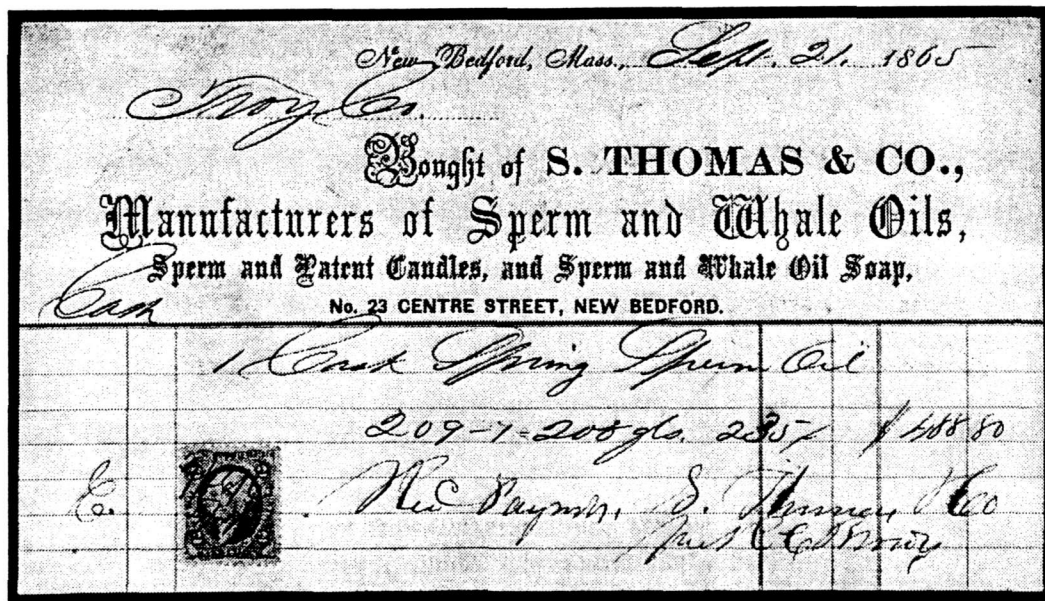 New Bedford, Mass., Sept. 21. 1865
Troy Co.
Bought of S. THOMAS & CO.,
Manufacturers of Sperm and Whale Oils,
Sperm and Patent Candles, and Sperm and Whale Oil Soap,
Cash
No. 23 CENTRE STREET, NEW BEDFORD.
1 Cask Spring Sperm Oil
209-1=208 gls. 235/ $488 80
E. Rec Paymt. S. Thomas & Co